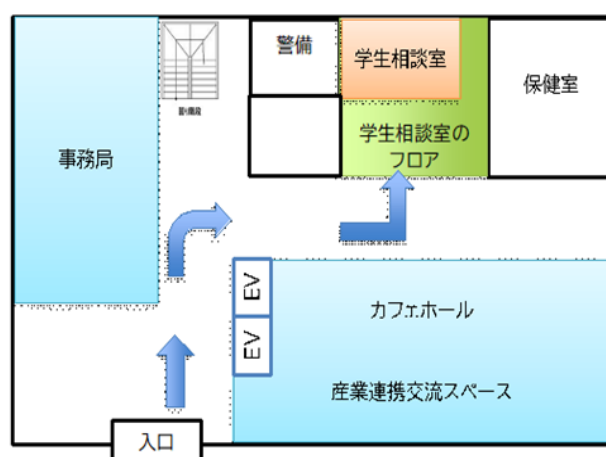 警備
学生相談室
保健室
事務局
学生相談室の
フロア
EV
EV
カフェホール
産業連携交流スペース
入口